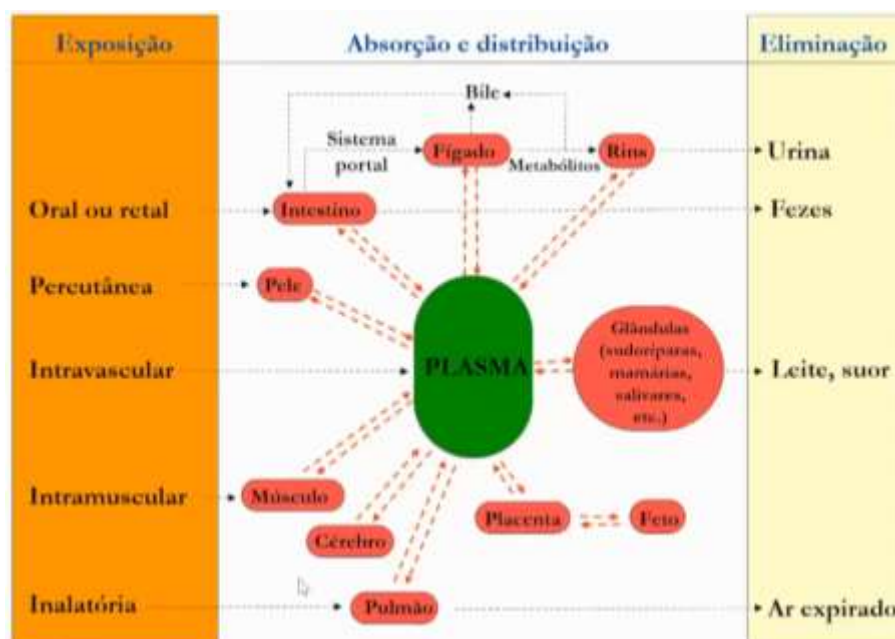 Exposição
Absorção e distribuição
Eliminação
Bile
Sistema
portal
Fígado
Metabólitos
Rins
Urina
Oral ou retal
Intestino
Fezes
Percutânea
Pele
Intravascular
PLASMA
Glândulas
(sudoríparas,
mamárias,
salivares,
etc.)
Leite, suor
Intramuscular
Músculo
Cérebro
Placenta
Feto
Inalatória
Pulmão
Ar expirado